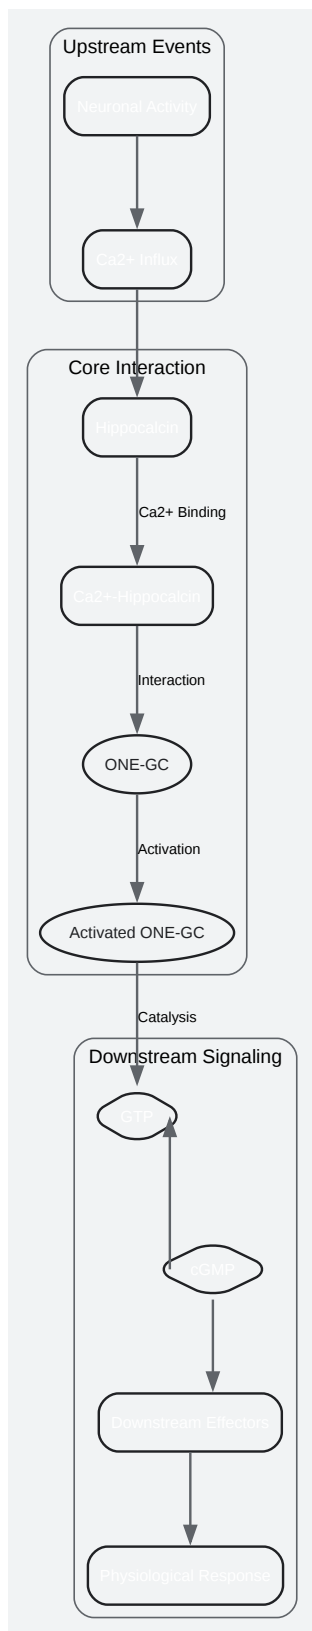 Upstream Events
Neuronal Activity
Ca2+ Influx
Core Interaction
Hippocalcin
Ca2+ Binding
Ca2+-Hippocalcin
Interaction
ONE-GC
Activation
Activated ONE-GC
Catalysis
Downstream Signaling
GTP
cGMP
Downstream Effectors
Physiological Response